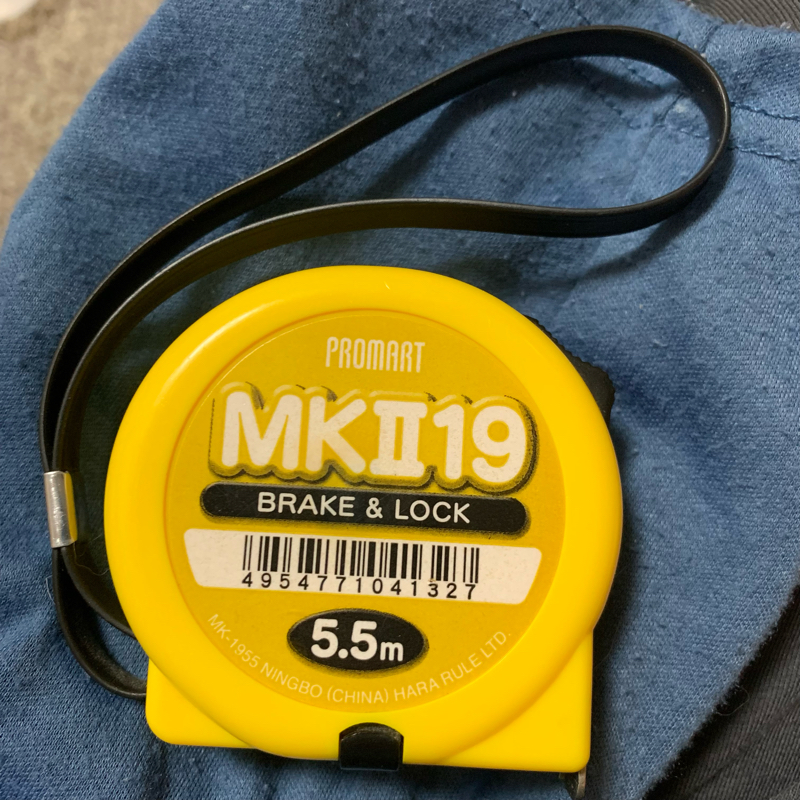 PROMART
MKⅡ19
BRAKE & LOCK
4954771041327
5.5m
MK-1955 NINGBO (CHINA) HARA RULE LTD.